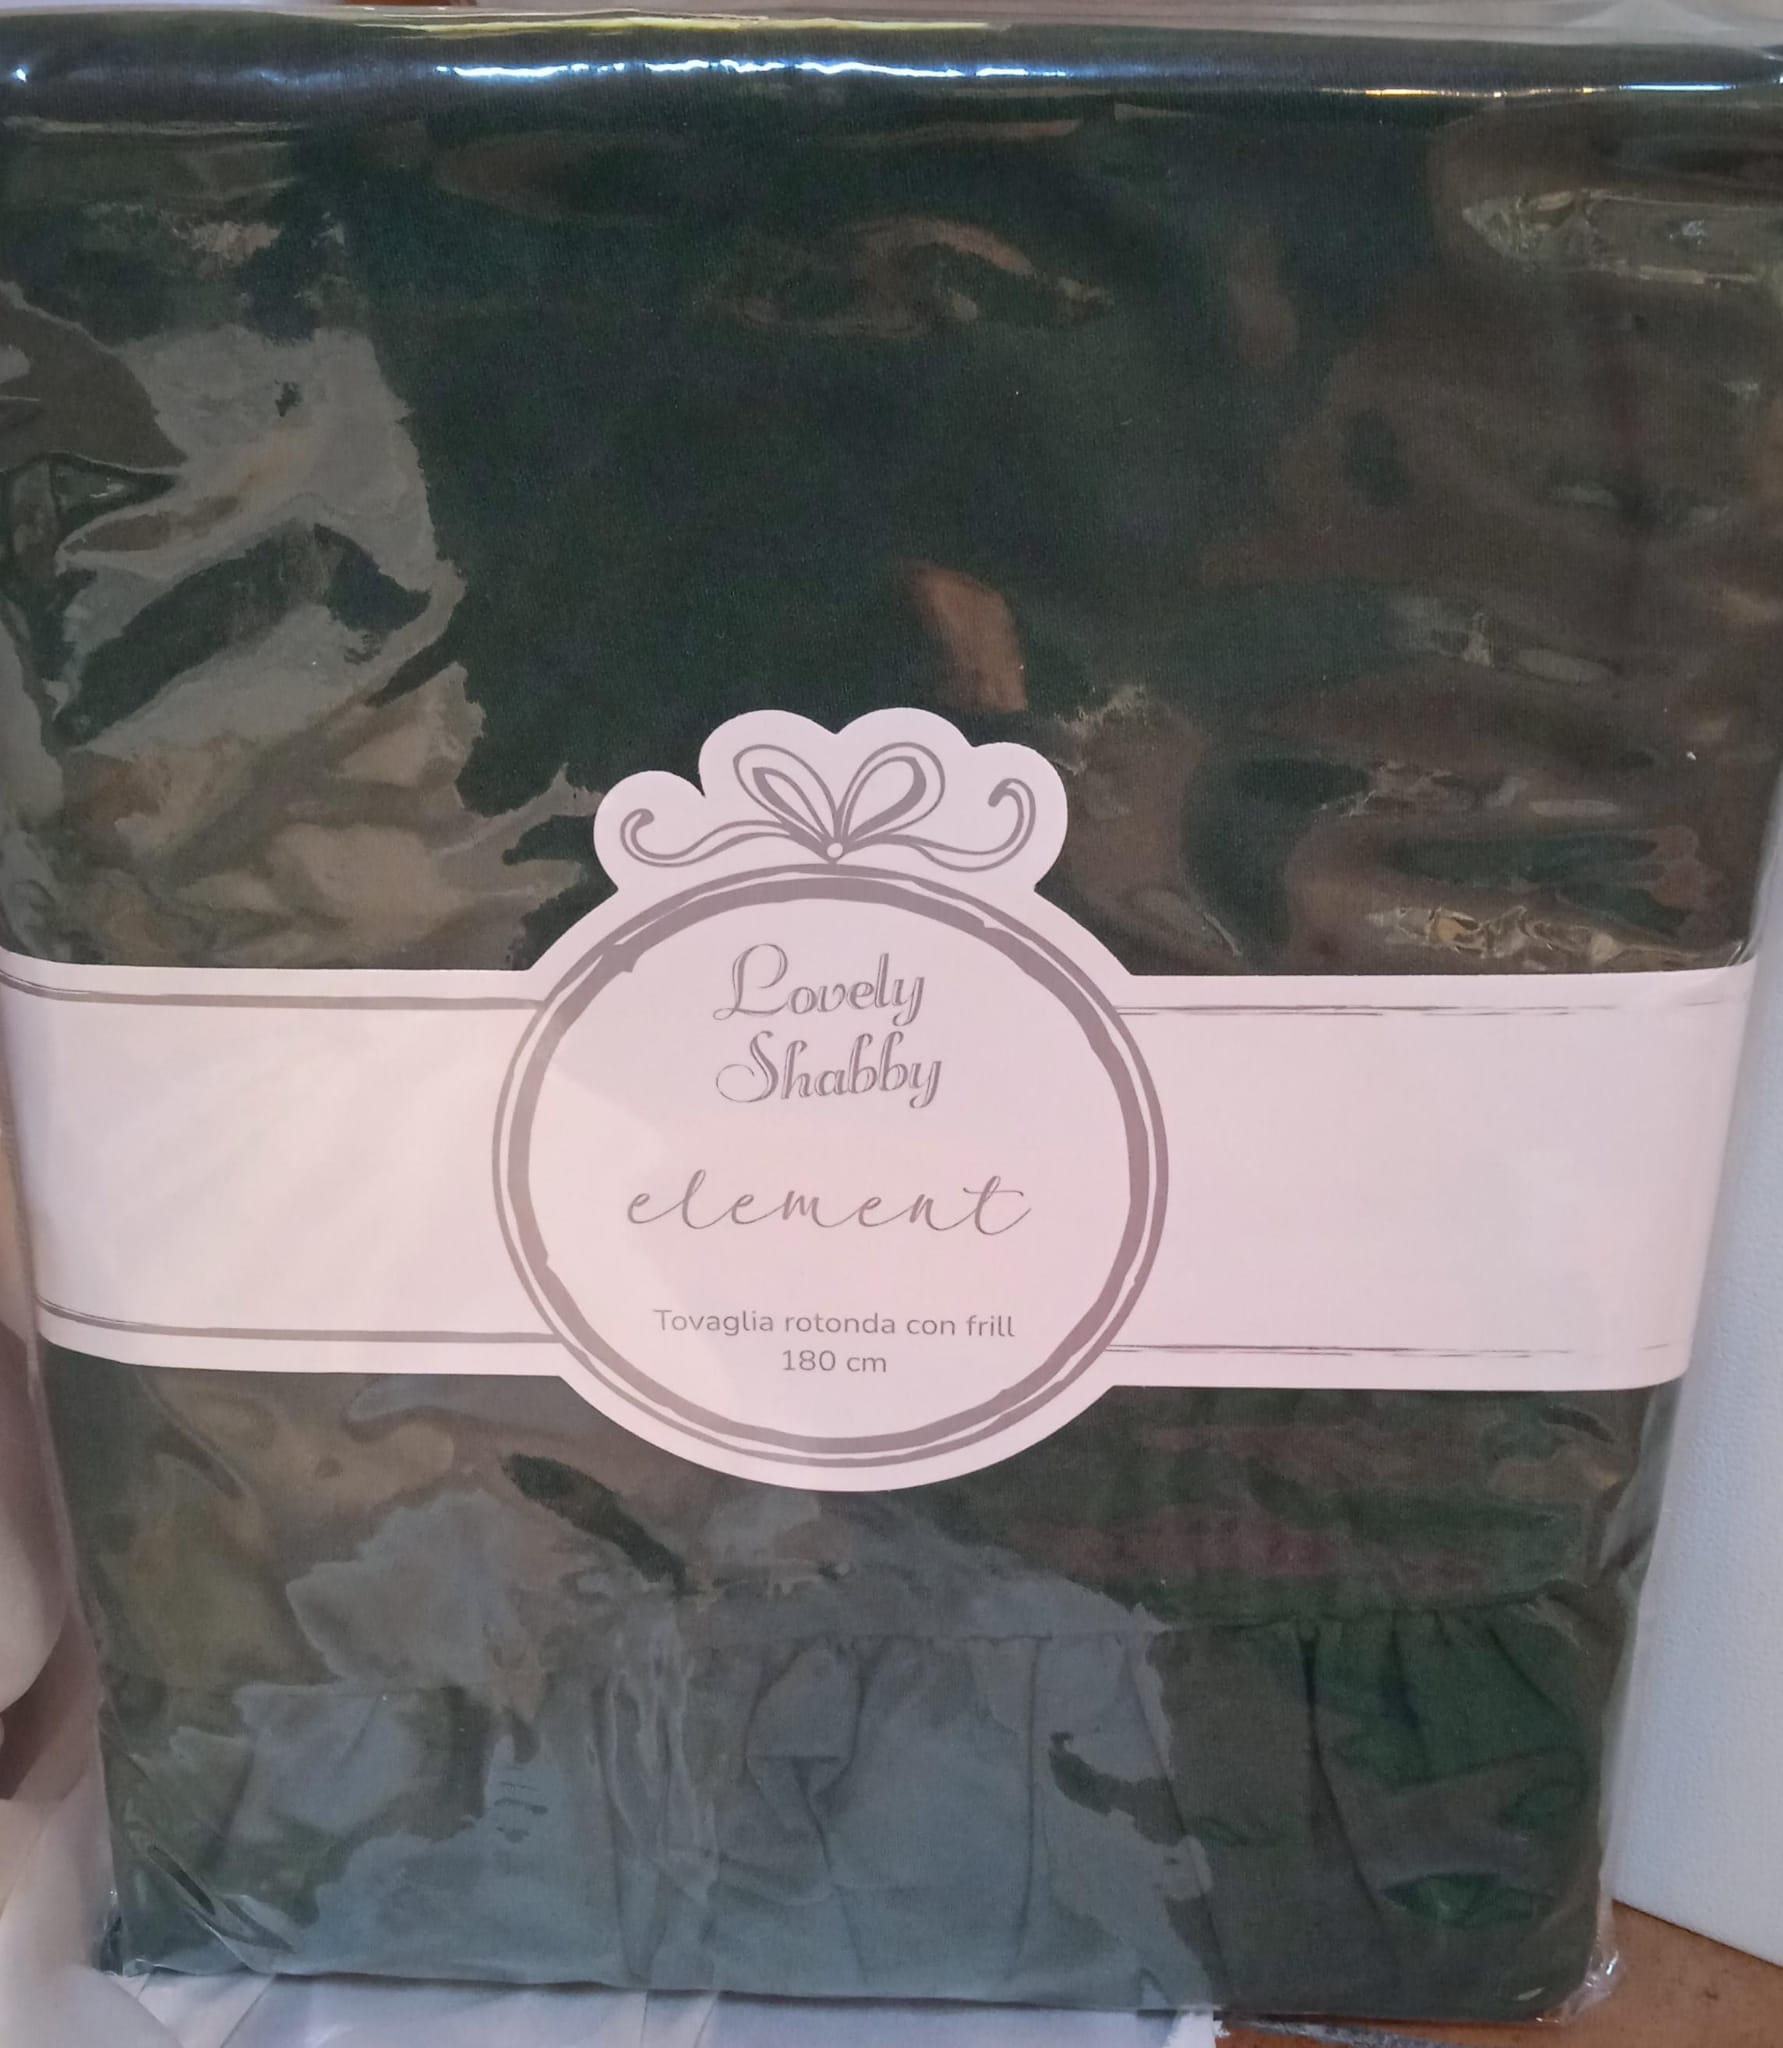 Lovely
Shabby
element
Tovaglia rotonda con frill
180 cm